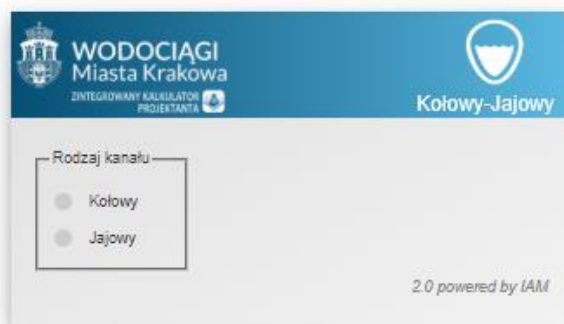 WODOCIĄGI
Miasta Krakowa
ZINTEGROWANY KALKULATOR
PROJEKTANTA
Kołowy-Jajowy
Rodzaj kanału
Kołowy
Jajowy
2.0 powered by IAM